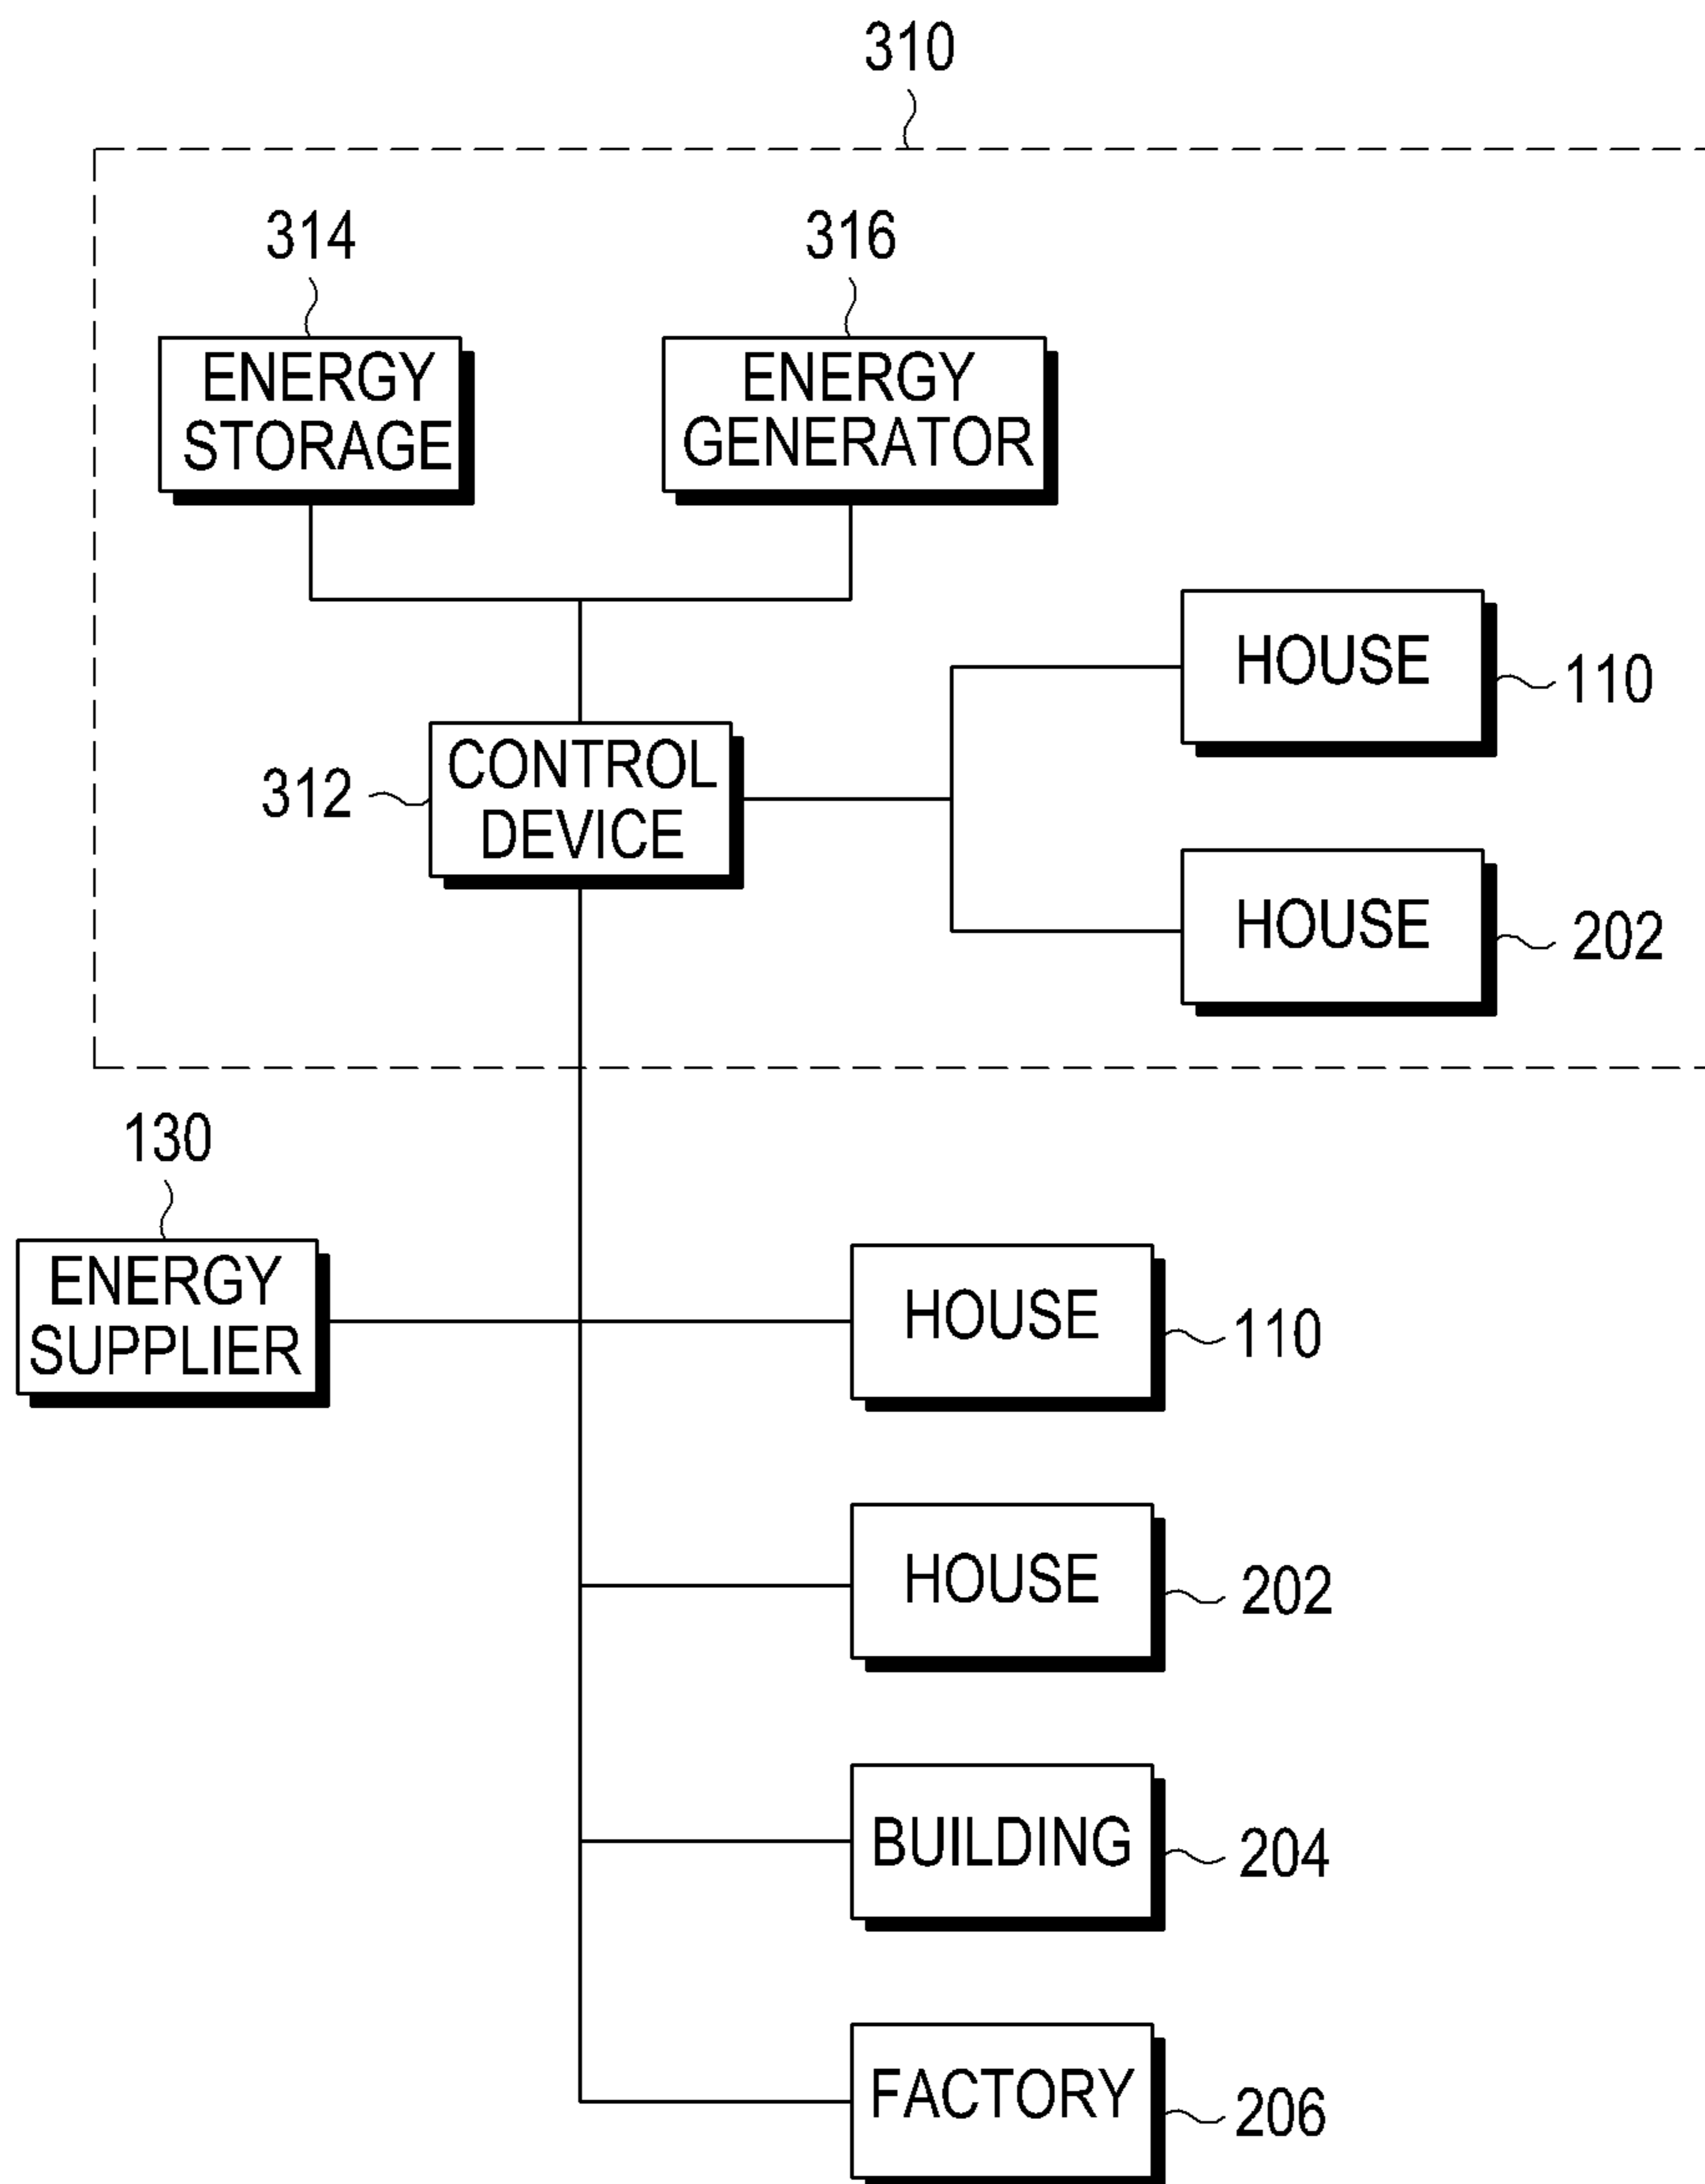 310
314
316
ENERGY
STORAGE
ENERGY
GENERATOR
HOUSE
110
312
CONTROL
DEVICE
HOUSE
202
130
ENERGY
SUPPLIER
HOUSE
110
HOUSE
202
BUILDING
204
FACTORY
206